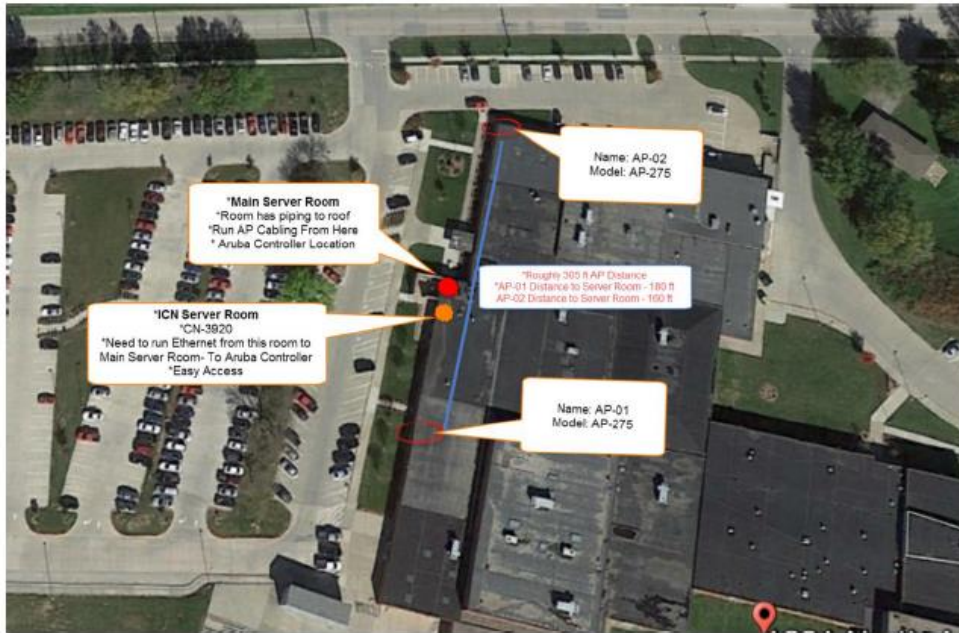 Name: AP-02
Model: AP-275
*Main Server Room
*Room has piping to roof
*Run AP Cabling From Here
* Aruba Controller Location
*Roughly 365 ft AP Distance
*AP-01 Distance to Server Room - 180 ft
AP-02 Distance to Server Room - 160 ft
*ICN Server Room
*CN-3920
*Need to run Ethernet from this room to
Main Server Room- To Aruba Controller
*Easy Access
Name: AP-01
Model: AP-275